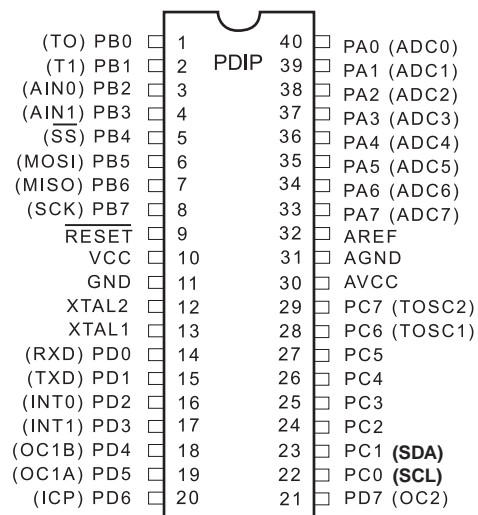 (TO) PB0 1 40 PA0 (ADC0)
(T1) PB1 2 PDIP 39 PA1 (ADC1)
(AIN0) PB2 3 38 PA2 (ADC2)
(AIN1) PB3 4 37 PA3 (ADC3)
(SS) PB4 5 36 PA4 (ADC4)
(MOSI) PB5 6 35 PA5 (ADC5)
(MISO) PB6 7 34 PA6 (ADC6)
(SCK) PB7 8 33 PA7 (ADC7)
RESET 9 32 AREF
VCC 10 31 AGND
GND 11 30 AVCC
XTAL2 12 29 PC7 (TOSC2)
XTAL1 13 28 PC6 (TOSC1)
(RXD) PD0 14 27 PC5
(TXD) PD1 15 26 PC4
(INT0) PD2 16 25 PC3
(INT1) PD3 17 24 PC2
(OC1B) PD4 18 23 PC1 (SDA)
(OC1A) PD5 19 22 PC0 (SCL)
(ICP) PD6 20 21 PD7 (OC2)